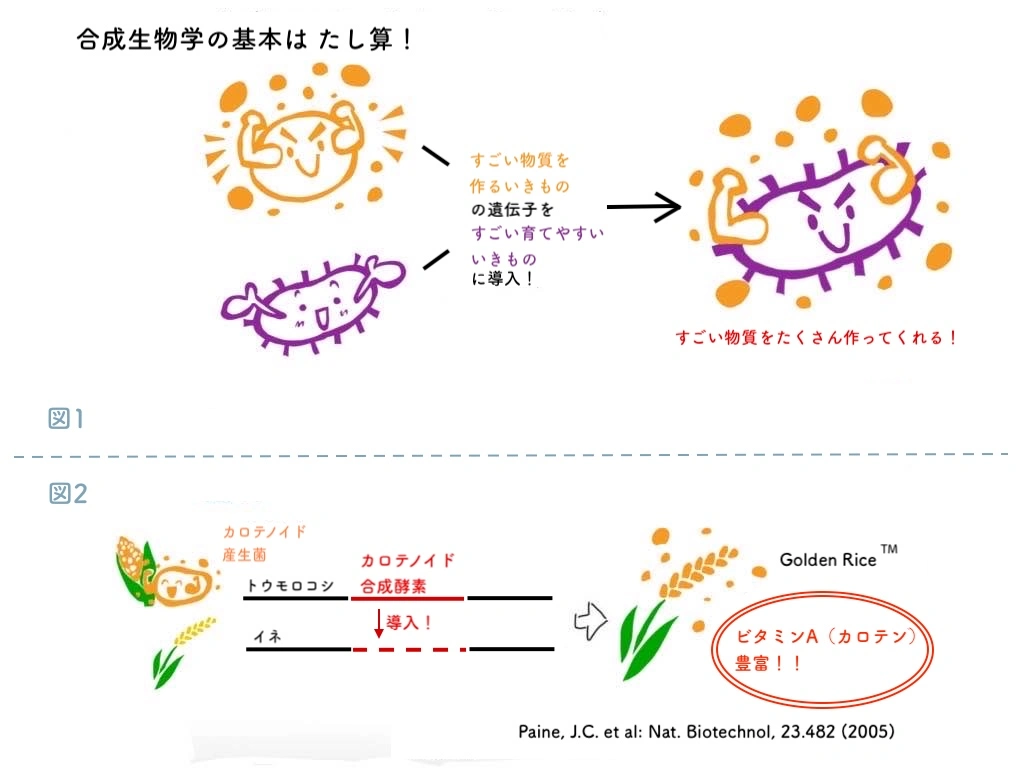 合成生物学の基本は たし算！
すごい物質を
作るいきもの
の遺伝子を
すごい育てやすい
いきもの
に導入！
すごい物質をたくさん作ってくれる！
図1
図2
カロテノイド
産生菌
トウモロコシ
カロテノイド
合成酵素
導入！
イネ
Golden Rice™
ビタミンA（カロテン）
豊富！！
Paine, J.C. et al: Nat. Biotechnol, 23.482 (2005)